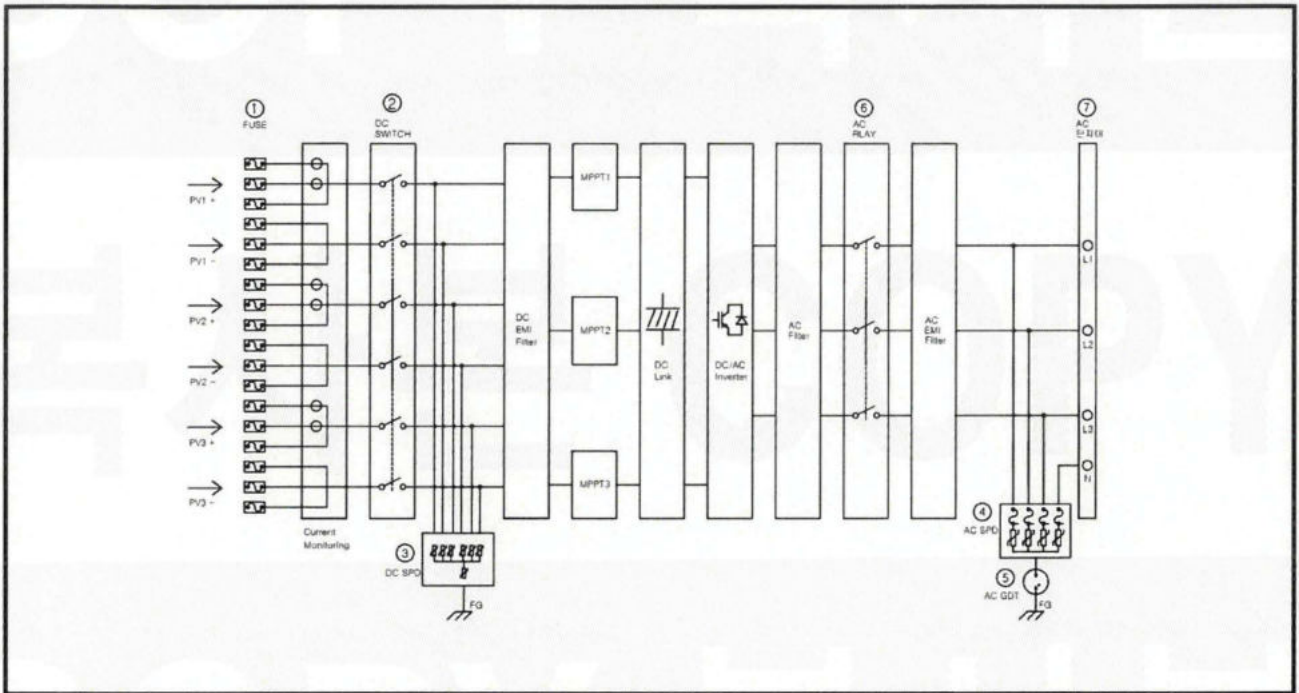 ①
FUSE
②
DC
SWITCH
⑥
AC
RLAY
⑦
AC
단자대
PV1 +
PV1 −
PV2 +
PV2 −
PV3 +
PV3 −
Current
Monituring
③
DC SPD
FG
DC
EMI
Filter
MPPT1
MPPT2
MPPT3
DC
Link
DC/AC
Inverter
AC
Filter
AC
EMI
Filter
L1
L2
L3
N
④
AC SPD
⑤
AC GDT
FG
COPY